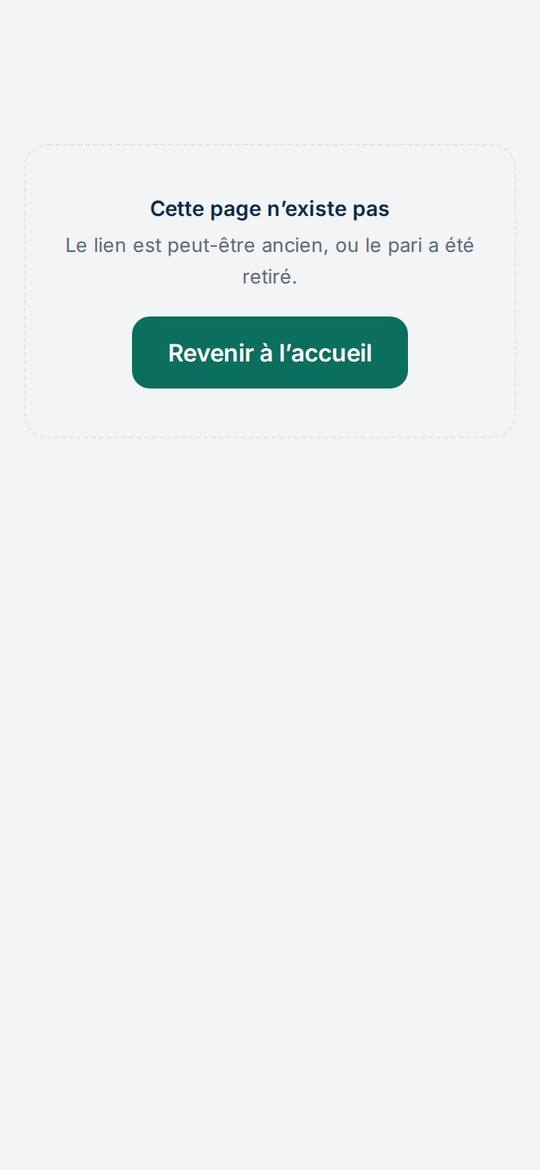 Cette page n’existe pas
Le lien est peut-être ancien, ou le pari a été
retiré.
Revenir à l’accueil